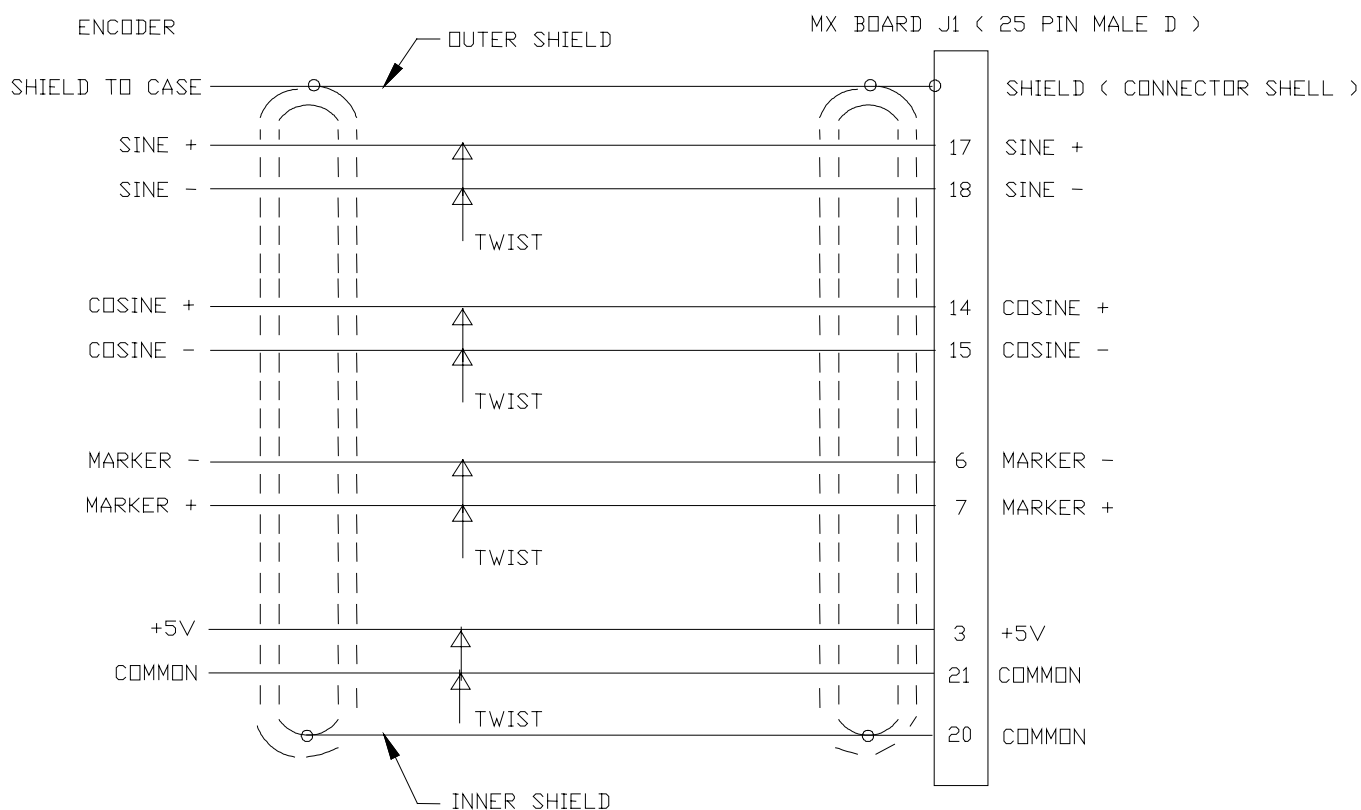 ENCODER
OUTER SHIELD
MX BOARD J1 ( 25 PIN MALE D )
SHIELD TO CASE
SHIELD ( CONNECTOR SHELL )
SINE +
17
SINE +
SINE -
18
SINE -
TWIST
COSINE +
14
COSINE +
COSINE -
15
COSINE -
TWIST
MARKER -
6
MARKER -
MARKER +
7
MARKER +
TWIST
+5V
3
+5V
COMMON
21
COMMON
TWIST
20
COMMON
INNER SHIELD